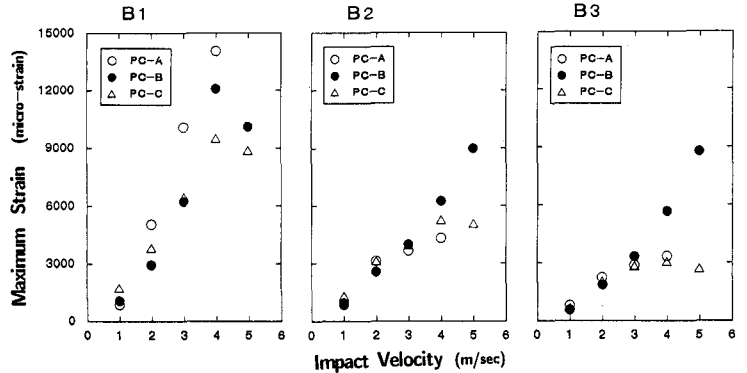 B1 B2 B3
Maximum Strain (micro-strain)
15000
12000
9000
6000
3000
0
PC-A
PC-B
PC-C
PC-A
PC-B
PC-C
PC-A
PC-B
PC-C
0 1 2 3 4 5 6 0 1 2 3 4 5 6 0 1 2 3 4 5 6
Impact Velocity (m/sec)